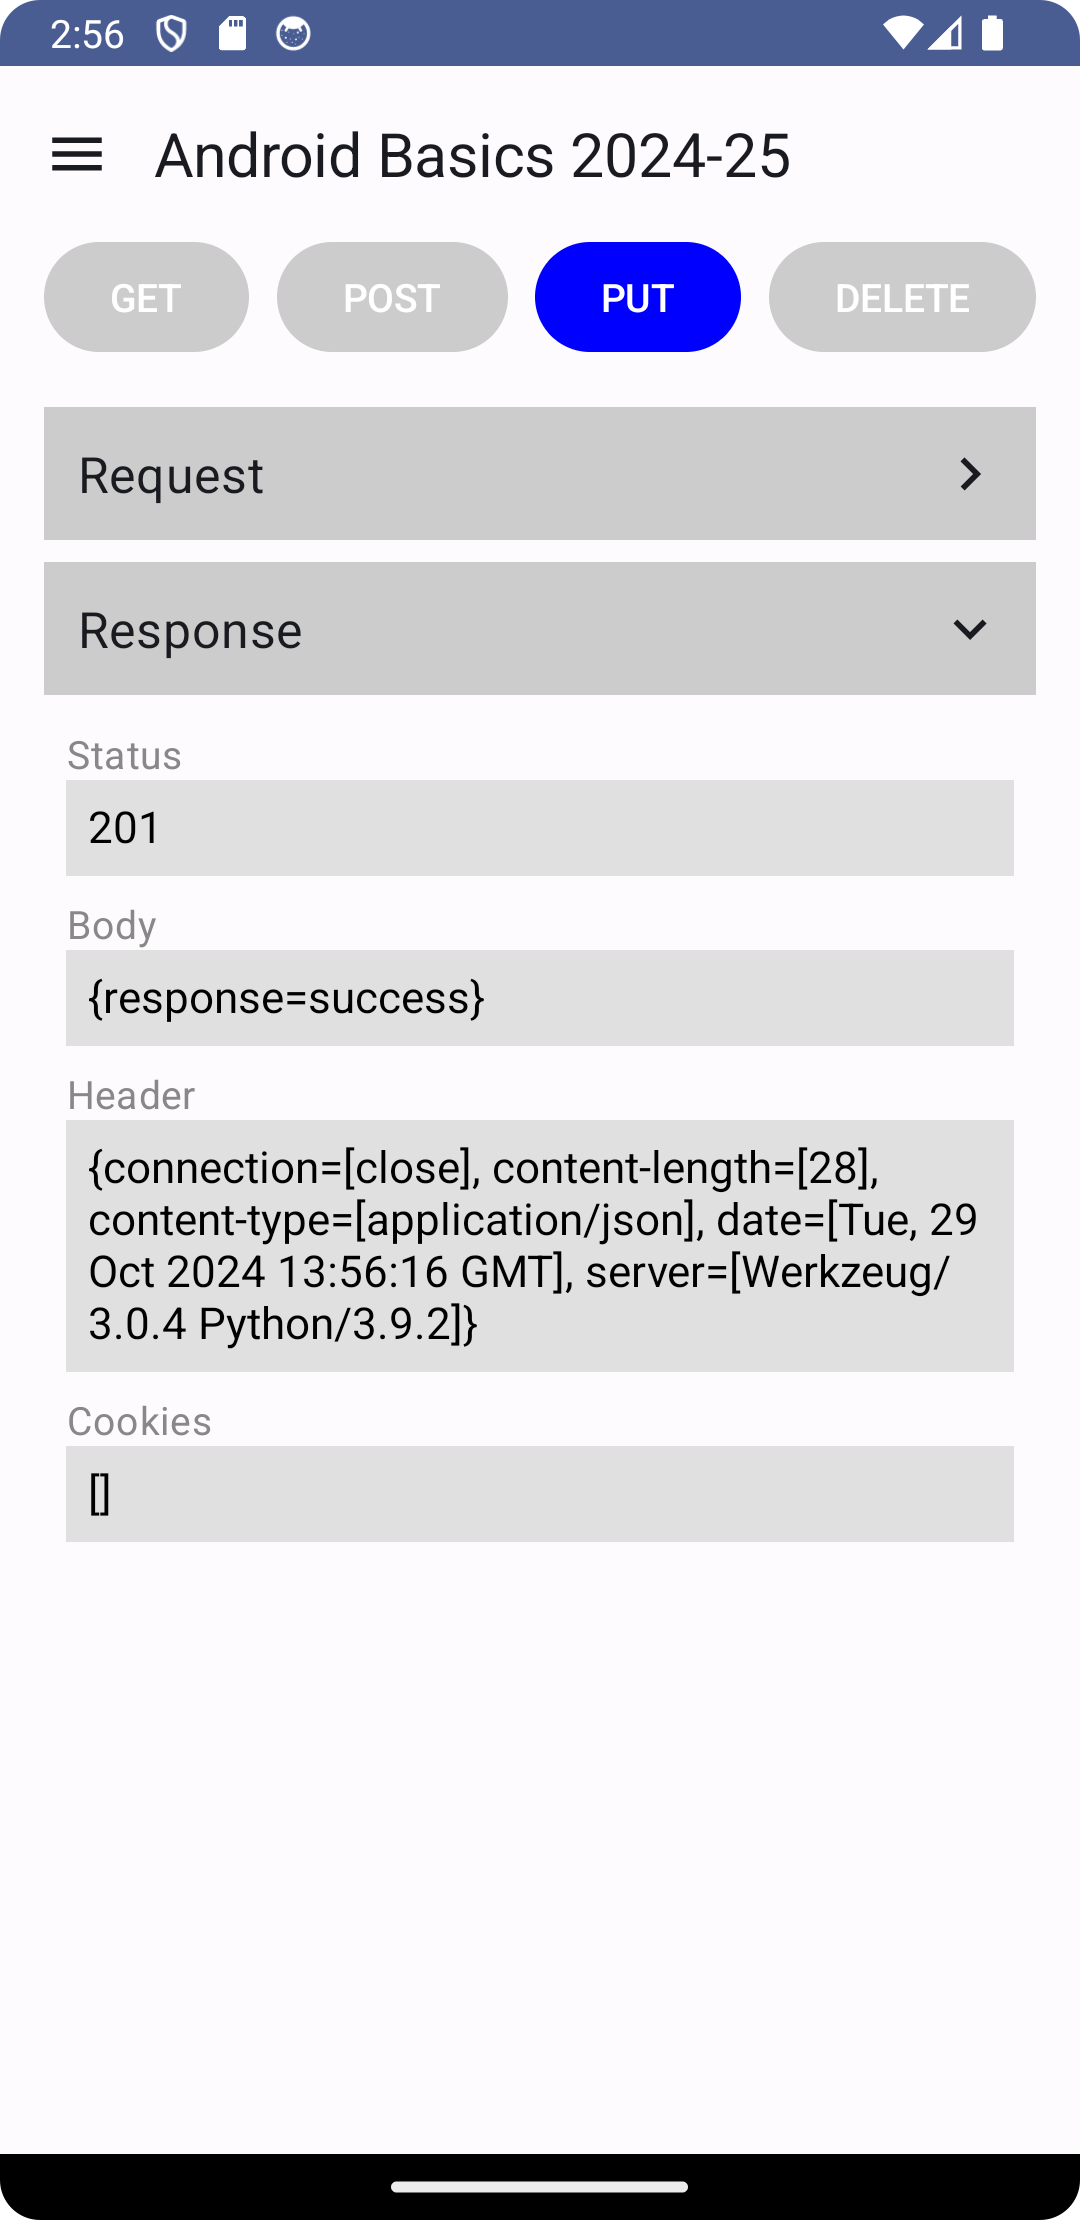 2:56
Android Basics 2024-25
GET POST PUT DELETE
Request
Response
Status
201
Body
{response=success}
Header
{connection=[close], content-length=[28],
content-type=[application/json], date=[Tue, 29
Oct 2024 13:56:16 GMT], server=[Werkzeug/
3.0.4 Python/3.9.2]}
Cookies
[]